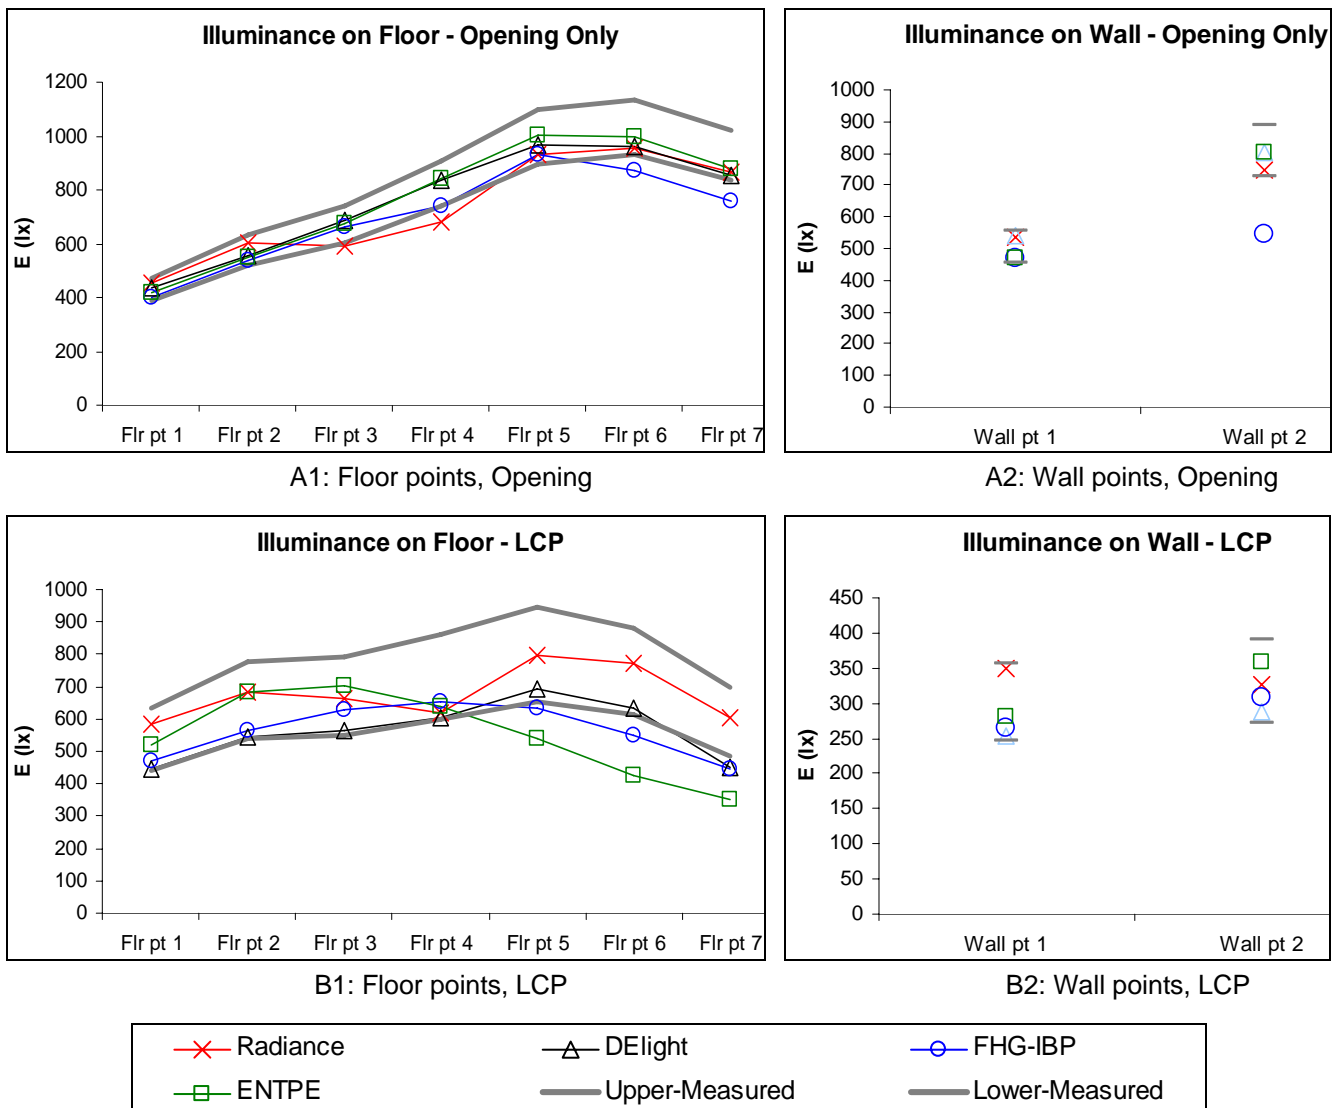 Illuminance on Floor - Opening Only
E (lx)
1200
1000
800
600
400
200
0
Flr pt 1 Flr pt 2 Flr pt 3 Flr pt 4 Flr pt 5 Flr pt 6 Flr pt 7
A1: Floor points, Opening
Illuminance on Wall - Opening Only
E (lx)
1000
900
800
700
600
500
400
300
200
100
0
Wall pt 1 Wall pt 2
A2: Wall points, Opening
Illuminance on Floor - LCP
E (lx)
1000
900
800
700
600
500
400
300
200
100
0
Flr pt 1 Flr pt 2 Flr pt 3 Flr pt 4 Flr pt 5 Flr pt 6 Flr pt 7
B1: Floor points, LCP
Illuminance on Wall - LCP
E (lx)
450
400
350
300
250
200
150
100
50
0
Wall pt 1 Wall pt 2
B2: Wall points, LCP
Radiance DElight FHG-IBP
ENTPE Upper-Measured Lower-Measured